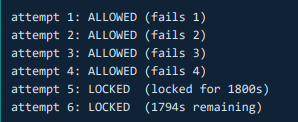 attempt 1: ALLOWED (fails 1)
attempt 2: ALLOWED (fails 2)
attempt 3: ALLOWED (fails 3)
attempt 4: ALLOWED (fails 4)
attempt 5: LOCKED  (locked for 1800s)
attempt 6: LOCKED  (1794s remaining)